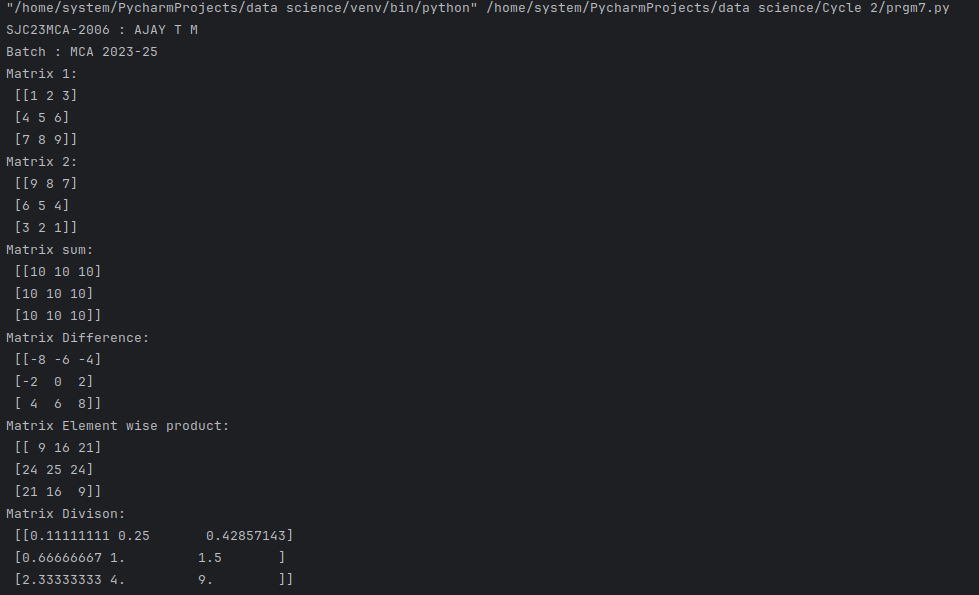 "/home/system/PycharmProjects/data science/venv/bin/python" /home/system/PycharmProjects/data science/Cycle 2/prgm7.py
SJC23MCA-2006 : AJAY T M
Batch : MCA 2023-25
Matrix 1:
 [[1 2 3]
 [4 5 6]
 [7 8 9]]
Matrix 2:
 [[9 8 7]
 [6 5 4]
 [3 2 1]]
Matrix sum:
 [[10 10 10]
 [10 10 10]
 [10 10 10]]
Matrix Difference:
 [[-8 -6 -4]
 [-2  0  2]
 [ 4  6  8]]
Matrix Element wise product:
 [[ 9 16 21]
 [24 25 24]
 [21 16  9]]
Matrix Divison:
 [[0.11111111 0.25       0.42857143]
 [0.66666667 1.         1.5       ]
 [2.33333333 4.         9.        ]]